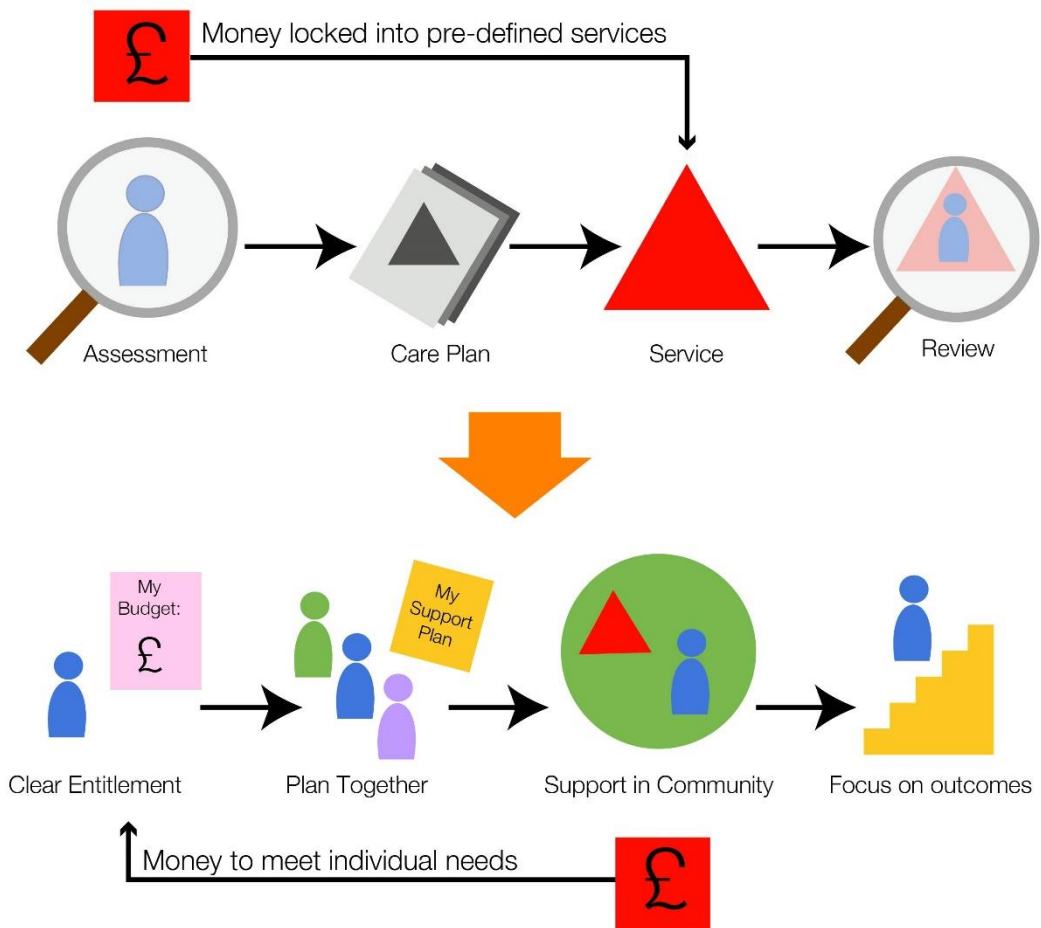 £
Money locked into pre-defined services
Assessment
Care Plan
Service
Review
My
Budget:
£
My
Support
Plan
Clear Entitlement
Plan Together
Support in Community
Focus on outcomes
Money to meet individual needs
£